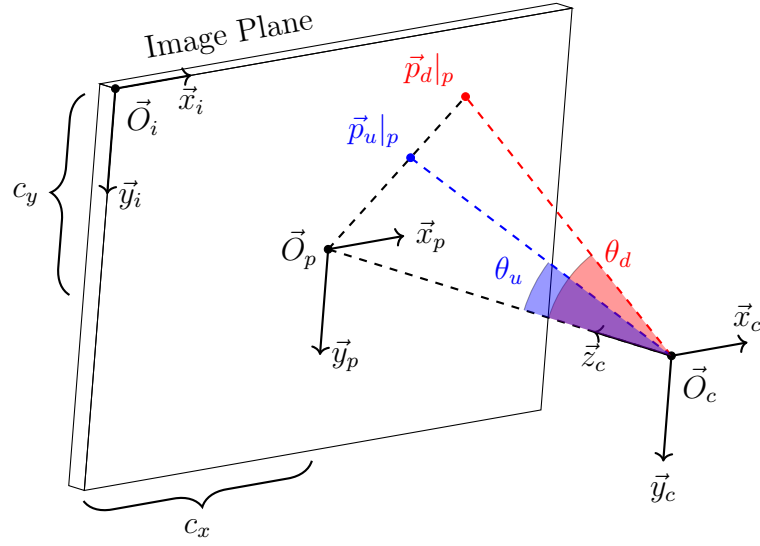 Image Plane
x⃗_i
O⃗_i
y⃗_i
c_y
p⃗_d|_p
p⃗_u|_p
O⃗_p
x⃗_p
y⃗_p
θ_u
θ_d
z⃗_c
x⃗_c
O⃗_c
y⃗_c
c_x